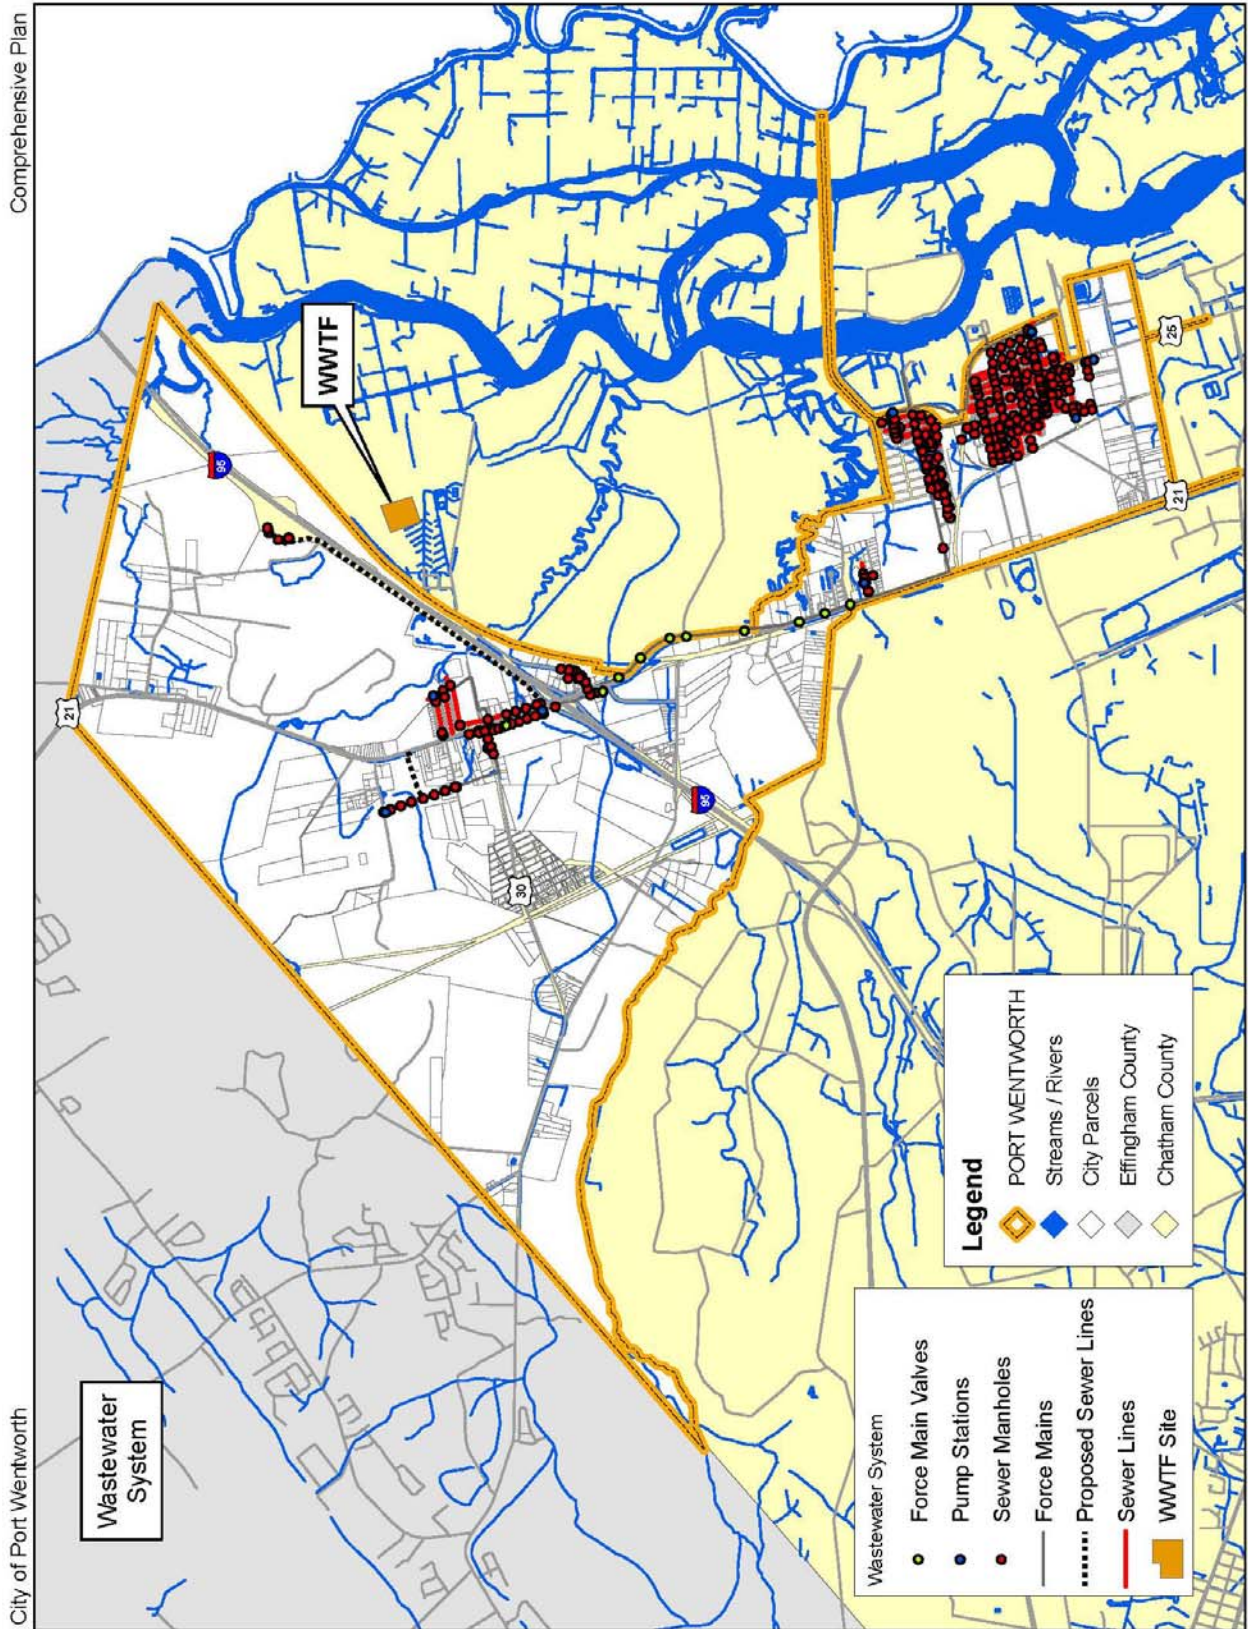 City of Port Wentworth
Comprehensive Plan
Wastewater
System
WWTF
21
95
30
95
21
25
Wastewater System
Force Main Valves
Pump Stations
Sewer Manholes
Force Mains
Proposed Sewer Lines
Sewer Lines
WWTF Site
Legend
PORT WENTWORTH
Streams / Rivers
City Parcels
Effingham County
Chatham County